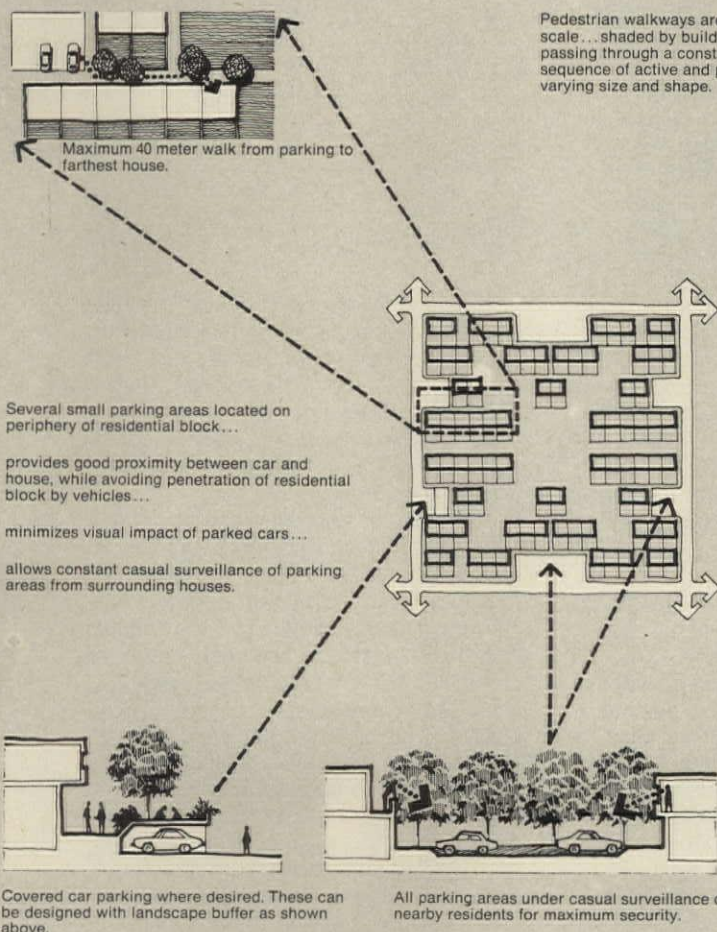 Pedestrian walkways are
scale...shaded by build
passing through a const
sequence of active and
varying size and shape.
Maximum 40 meter walk from parking to
farthest house.
Several small parking areas located on
periphery of residential block...
provides good proximity between car and
house, while avoiding penetration of residential
block by vehicles...
minimizes visual impact of parked cars...
allows constant casual surveillance of parking
areas from surrounding houses.
Covered car parking where desired. These can
be designed with landscape buffer as shown
above.
All parking areas under casual surveillance
nearby residents for maximum security.